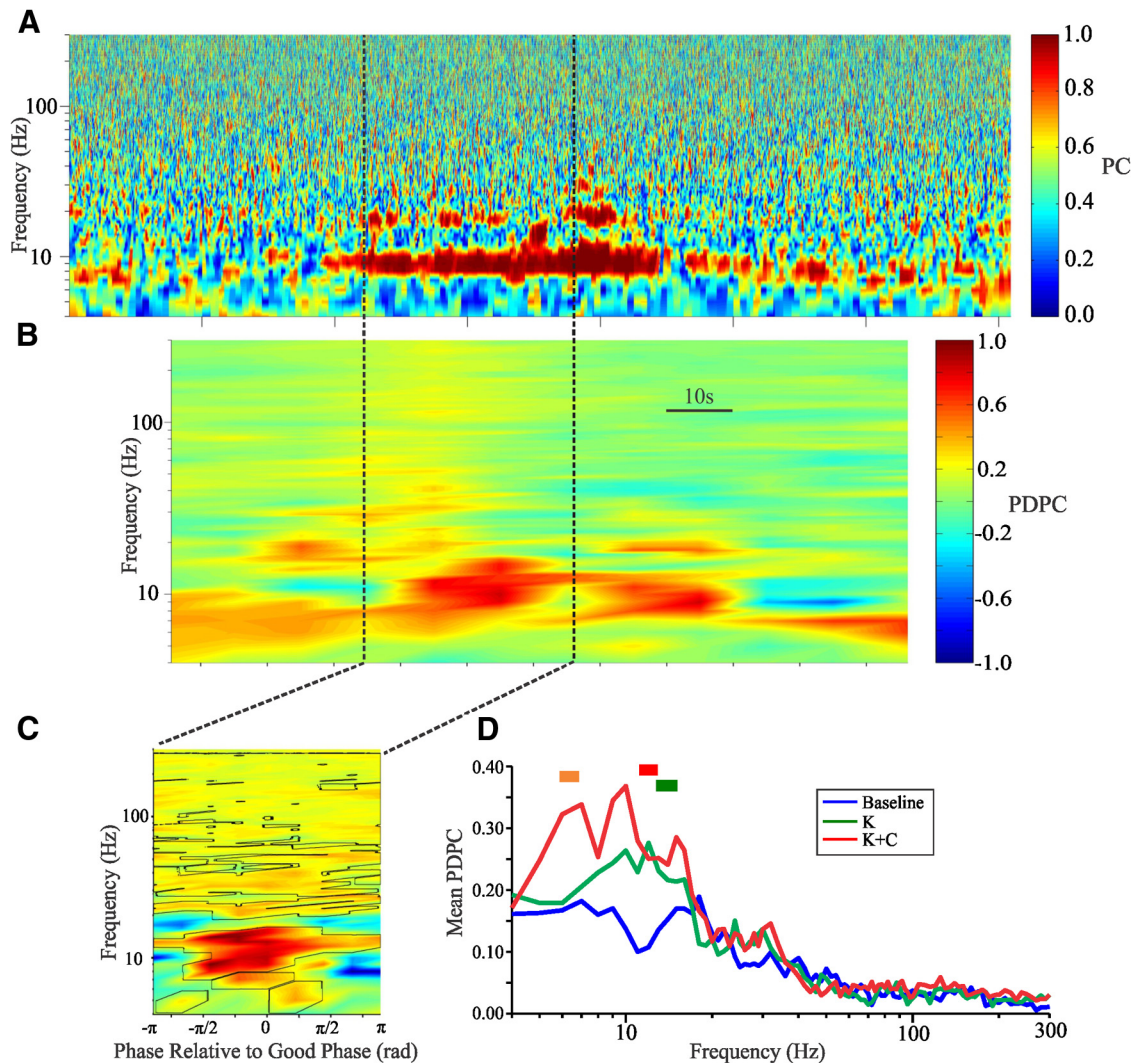 A
Frequency (Hz)
100
10
1.0
0.8
0.6
0.4
0.2
0.0
PC
B
Frequency (Hz)
100
10
10s
1.0
0.6
0.2
-0.2
-0.6
-1.0
PDPC
C
Frequency (Hz)
100
10
-π -π/2 0 π/2 π
Phase Relative to Good Phase (rad)
D
Mean PDPC
0.40
0.30
0.20
0.10
0.00
10 100 300
Frequency (Hz)
Baseline
K
K+C